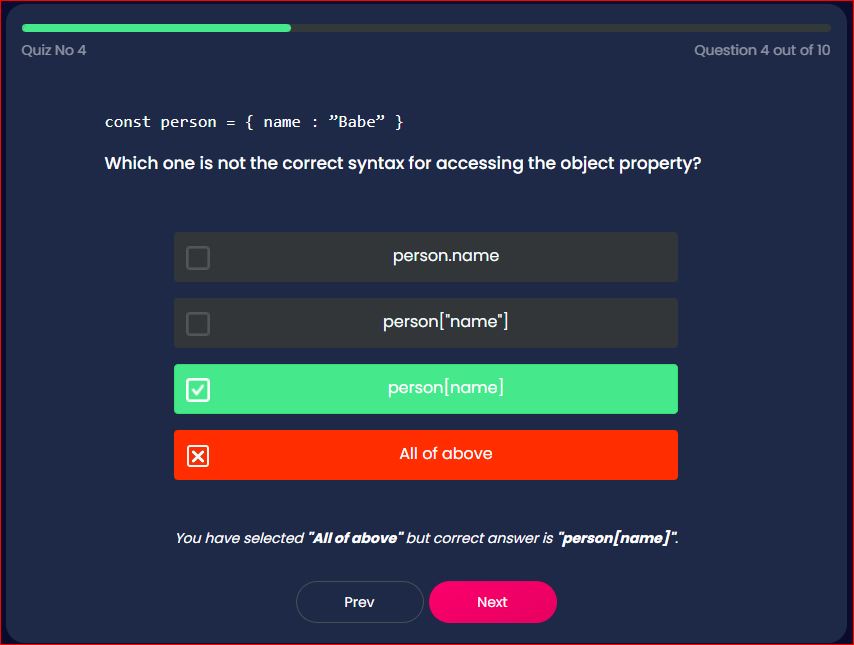 Quiz No 4
Question 4 out of 10
const person = { name : ”Babe” }
Which one is not the correct syntax for accessing the object property?
person.name
person["name"]
person[name]
All of above
You have selected "All of above" but correct answer is "person[name]".
Prev
Next